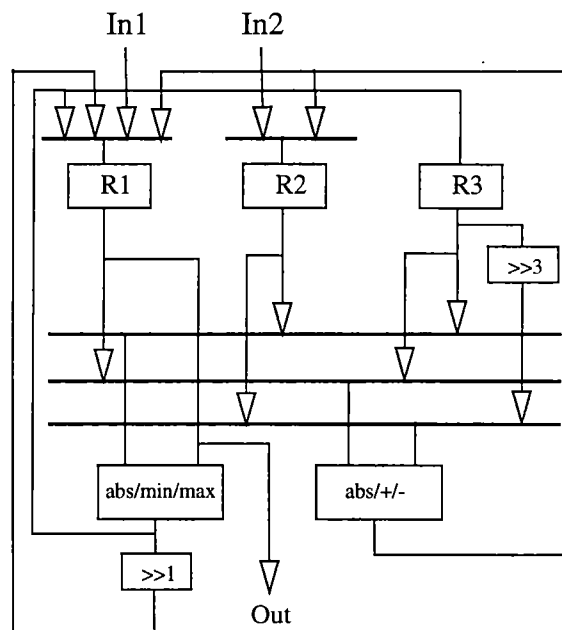 In1 In2
R1 R2 R3
>>3
abs/min/max abs/+/-
>>1
Out